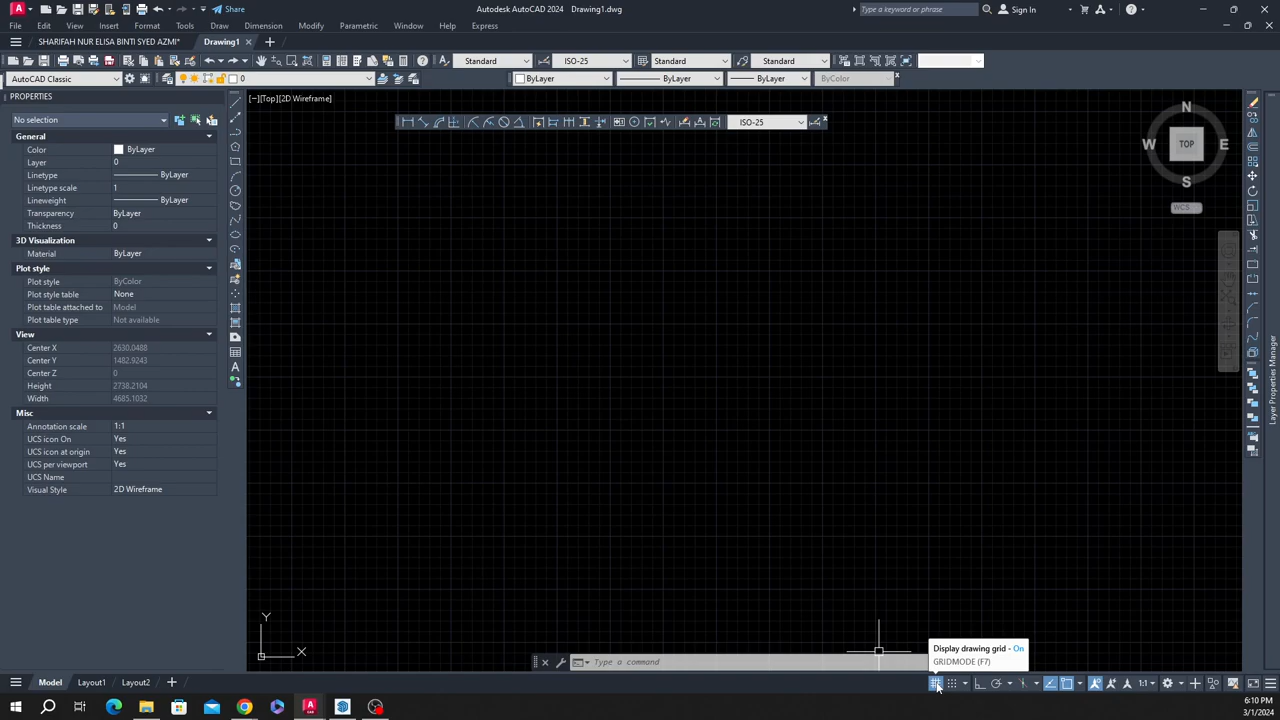 Share
Autodesk AutoCAD 2024 Drawing1.dwg
Type a keyword or phrase
Sign In
File Edit View Insert Format Tools Draw Dimension Modify Parametric Window Help Express
SHARIFAH NUR ELISA BINTI SYED AZMI*
Drawing1
Standard ISO-25 Standard Standard
AutoCAD Classic 0 ByLayer ByLayer ByLayer ByColor
PROPERTIES
[−][Top][2D Wireframe]
No selection
ISO-25
General
Color ByLayer
Layer 0
Linetype ByLayer
Linetype scale 1
Lineweight ByLayer
Transparency ByLayer
Thickness 0
3D Visualization
Material ByLayer
Plot style
Plot style ByColor
Plot style table None
Plot table attached to Model
Plot table type Not available
View
Center X 2630.0488
Center Y 1482.9243
Center Z 0
Height 2738.2104
Width 4685.1032
Misc
Annotation scale 1:1
UCS icon On Yes
UCS icon at origin Yes
UCS per viewport Yes
UCS Name
Visual Style 2D Wireframe
N
W TOP E
S
WCS
Layer Properties Manager
Y
X
Type a command
Display drawing grid - On
GRIDMODE (F7)
Model Layout1 Layout2
1:1
6:10 PM
3/1/2024